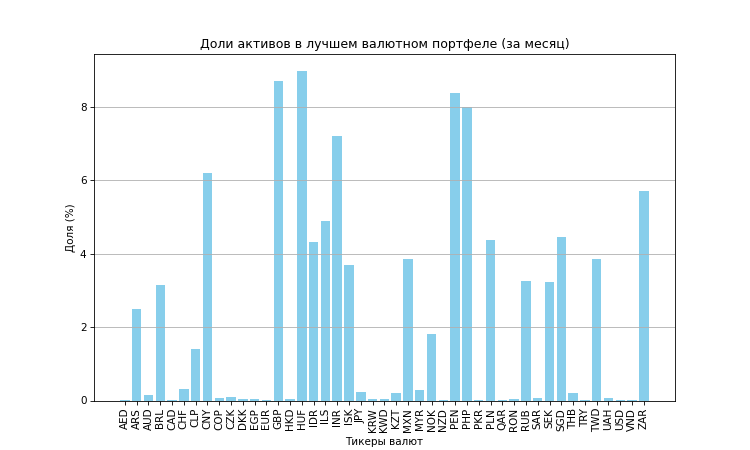 Доли активов в лучшем валютном портфеле (за месяц)
Доля (%)
8
6
4
2
0
AED ARS AUD BRL CAD CHF CLP CNY COP CZK DKK EGP EUR GBP HKD HUF IDR ILS INR ISK JPY KRW KWD KZT MXN MYR NOK NZD PEN PHP PKR PLN QAR RON RUB SAR SEK SGD THB TRY TWD UAH USD VND ZAR
Тикеры валют